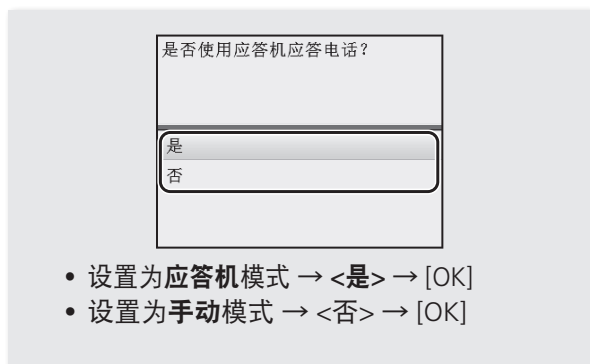 是否使用应答机应答电话？
是
否
• 设置为应答机模式 → <是> → [OK]
• 设置为手动模式 → <否> → [OK]